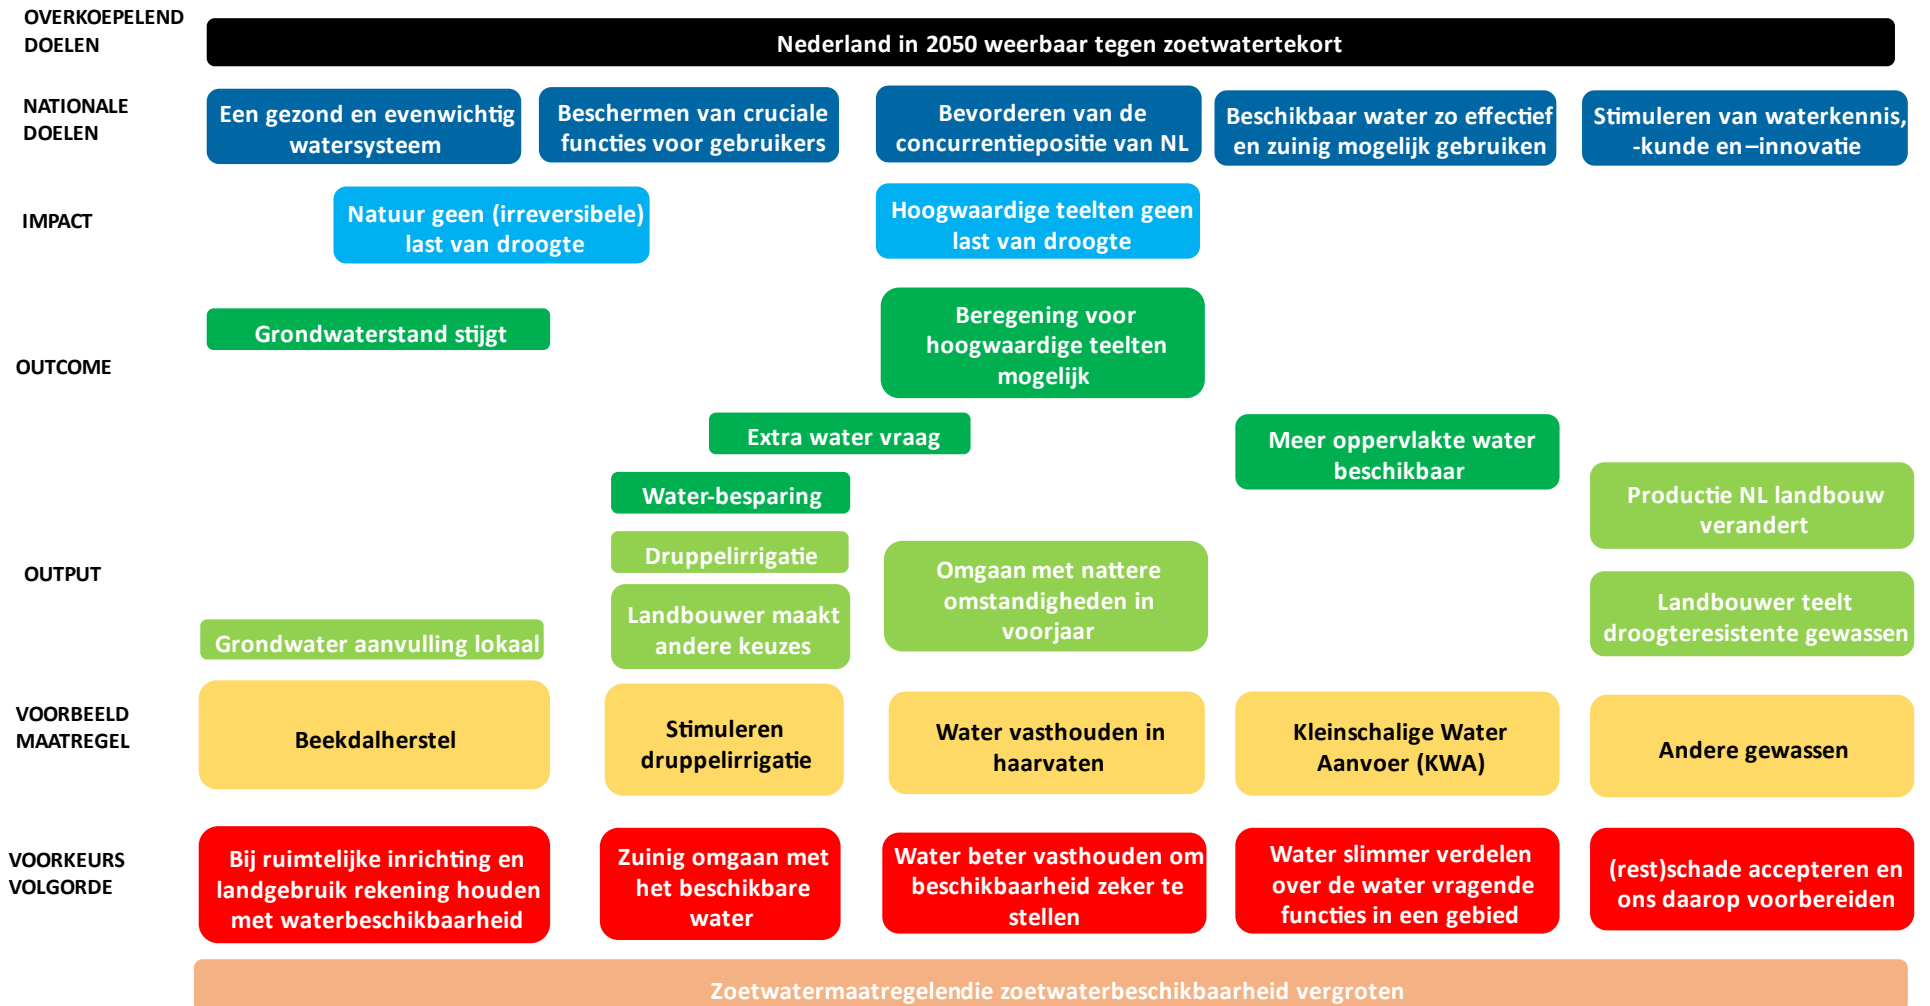 OVERKOEPELEND
DOELEN
Nederland in 2050 weerbaar tegen zoetwatertekort
NATIONALE
DOELEN
Een gezond en evenwichtig
watersysteem
Beschermen van cruciale
functies voor gebruikers
Bevorderen van de
concurrentiepositie van NL
Beschikbaar water zo effectief
en zuinig mogelijk gebruiken
Stimuleren van waterkennis,
-kunde en –innovatie
IMPACT
Natuur geen (irreversibele)
last van droogte
Hoogwaardige teelten geen
last van droogte
OUTCOME
Grondwaterstand stijgt
Beregening voor
hoogwaardige teelten
mogelijk
Extra water vraag
Meer oppervlakte water
beschikbaar
Water-besparing
OUTPUT
Productie NL landbouw
verandert
Druppelirrigatie
Omgaan met nattere
omstandigheden in
voorjaar
Landbouwer maakt
andere keuzes
Landbouwer teelt
droogteresistente gewassen
Grondwater aanvulling lokaal
VOORBEELD
MAATREGEL
Beekdalherstel
Stimuleren
druppelirrigatie
Water vasthouden in
haarvaten
Kleinschalige Water
Aanvoer (KWA)
Andere gewassen
VOORKEURS
VOLGORDE
Bij ruimtelijke inrichting en
landgebruik rekening houden
met waterbeschikbaarheid
Zuinig omgaan met
het beschikbare
water
Water beter vasthouden om
beschikbaarheid zeker te
stellen
Water slimmer verdelen
over de water vragende
functies in een gebied
(rest)schade accepteren en
ons daarop voorbereiden
Zoetwatermaatregelendie zoetwaterbeschikbaarheid vergroten